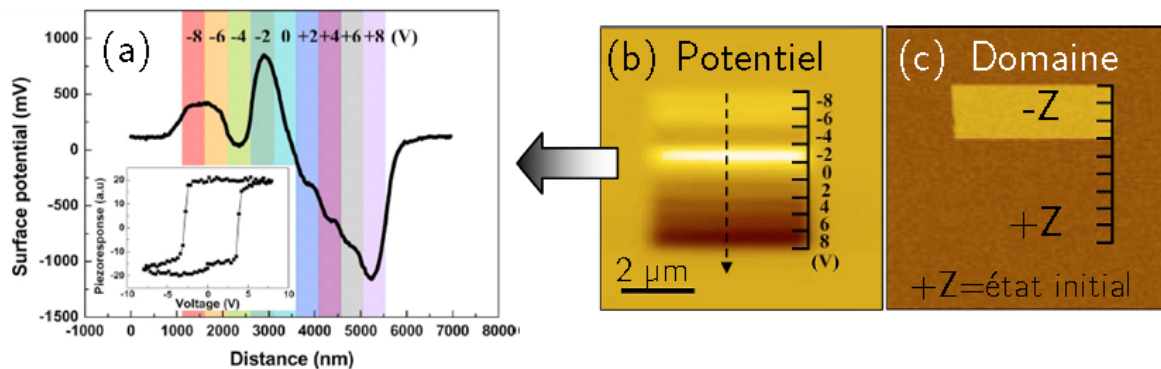 (a)
-8 -6 -4 -2 0 +2 +4 +6 +8 (V)
Surface potential (mV)
1000
500
0
-500
-1000
-1500
-1000 0 1000 2000 3000 4000 5000 6000 7000 8000
Distance (nm)
Piezoresponse (a.u)
20
10
0
-10
-20
-10 -5 0 5 10
Voltage (V)
(b) Potentiel
-8
-6
-4
-2
0
2
4
6
8
(V)
2 µm
(c) Domaine
-Z
+Z
+Z=état initial